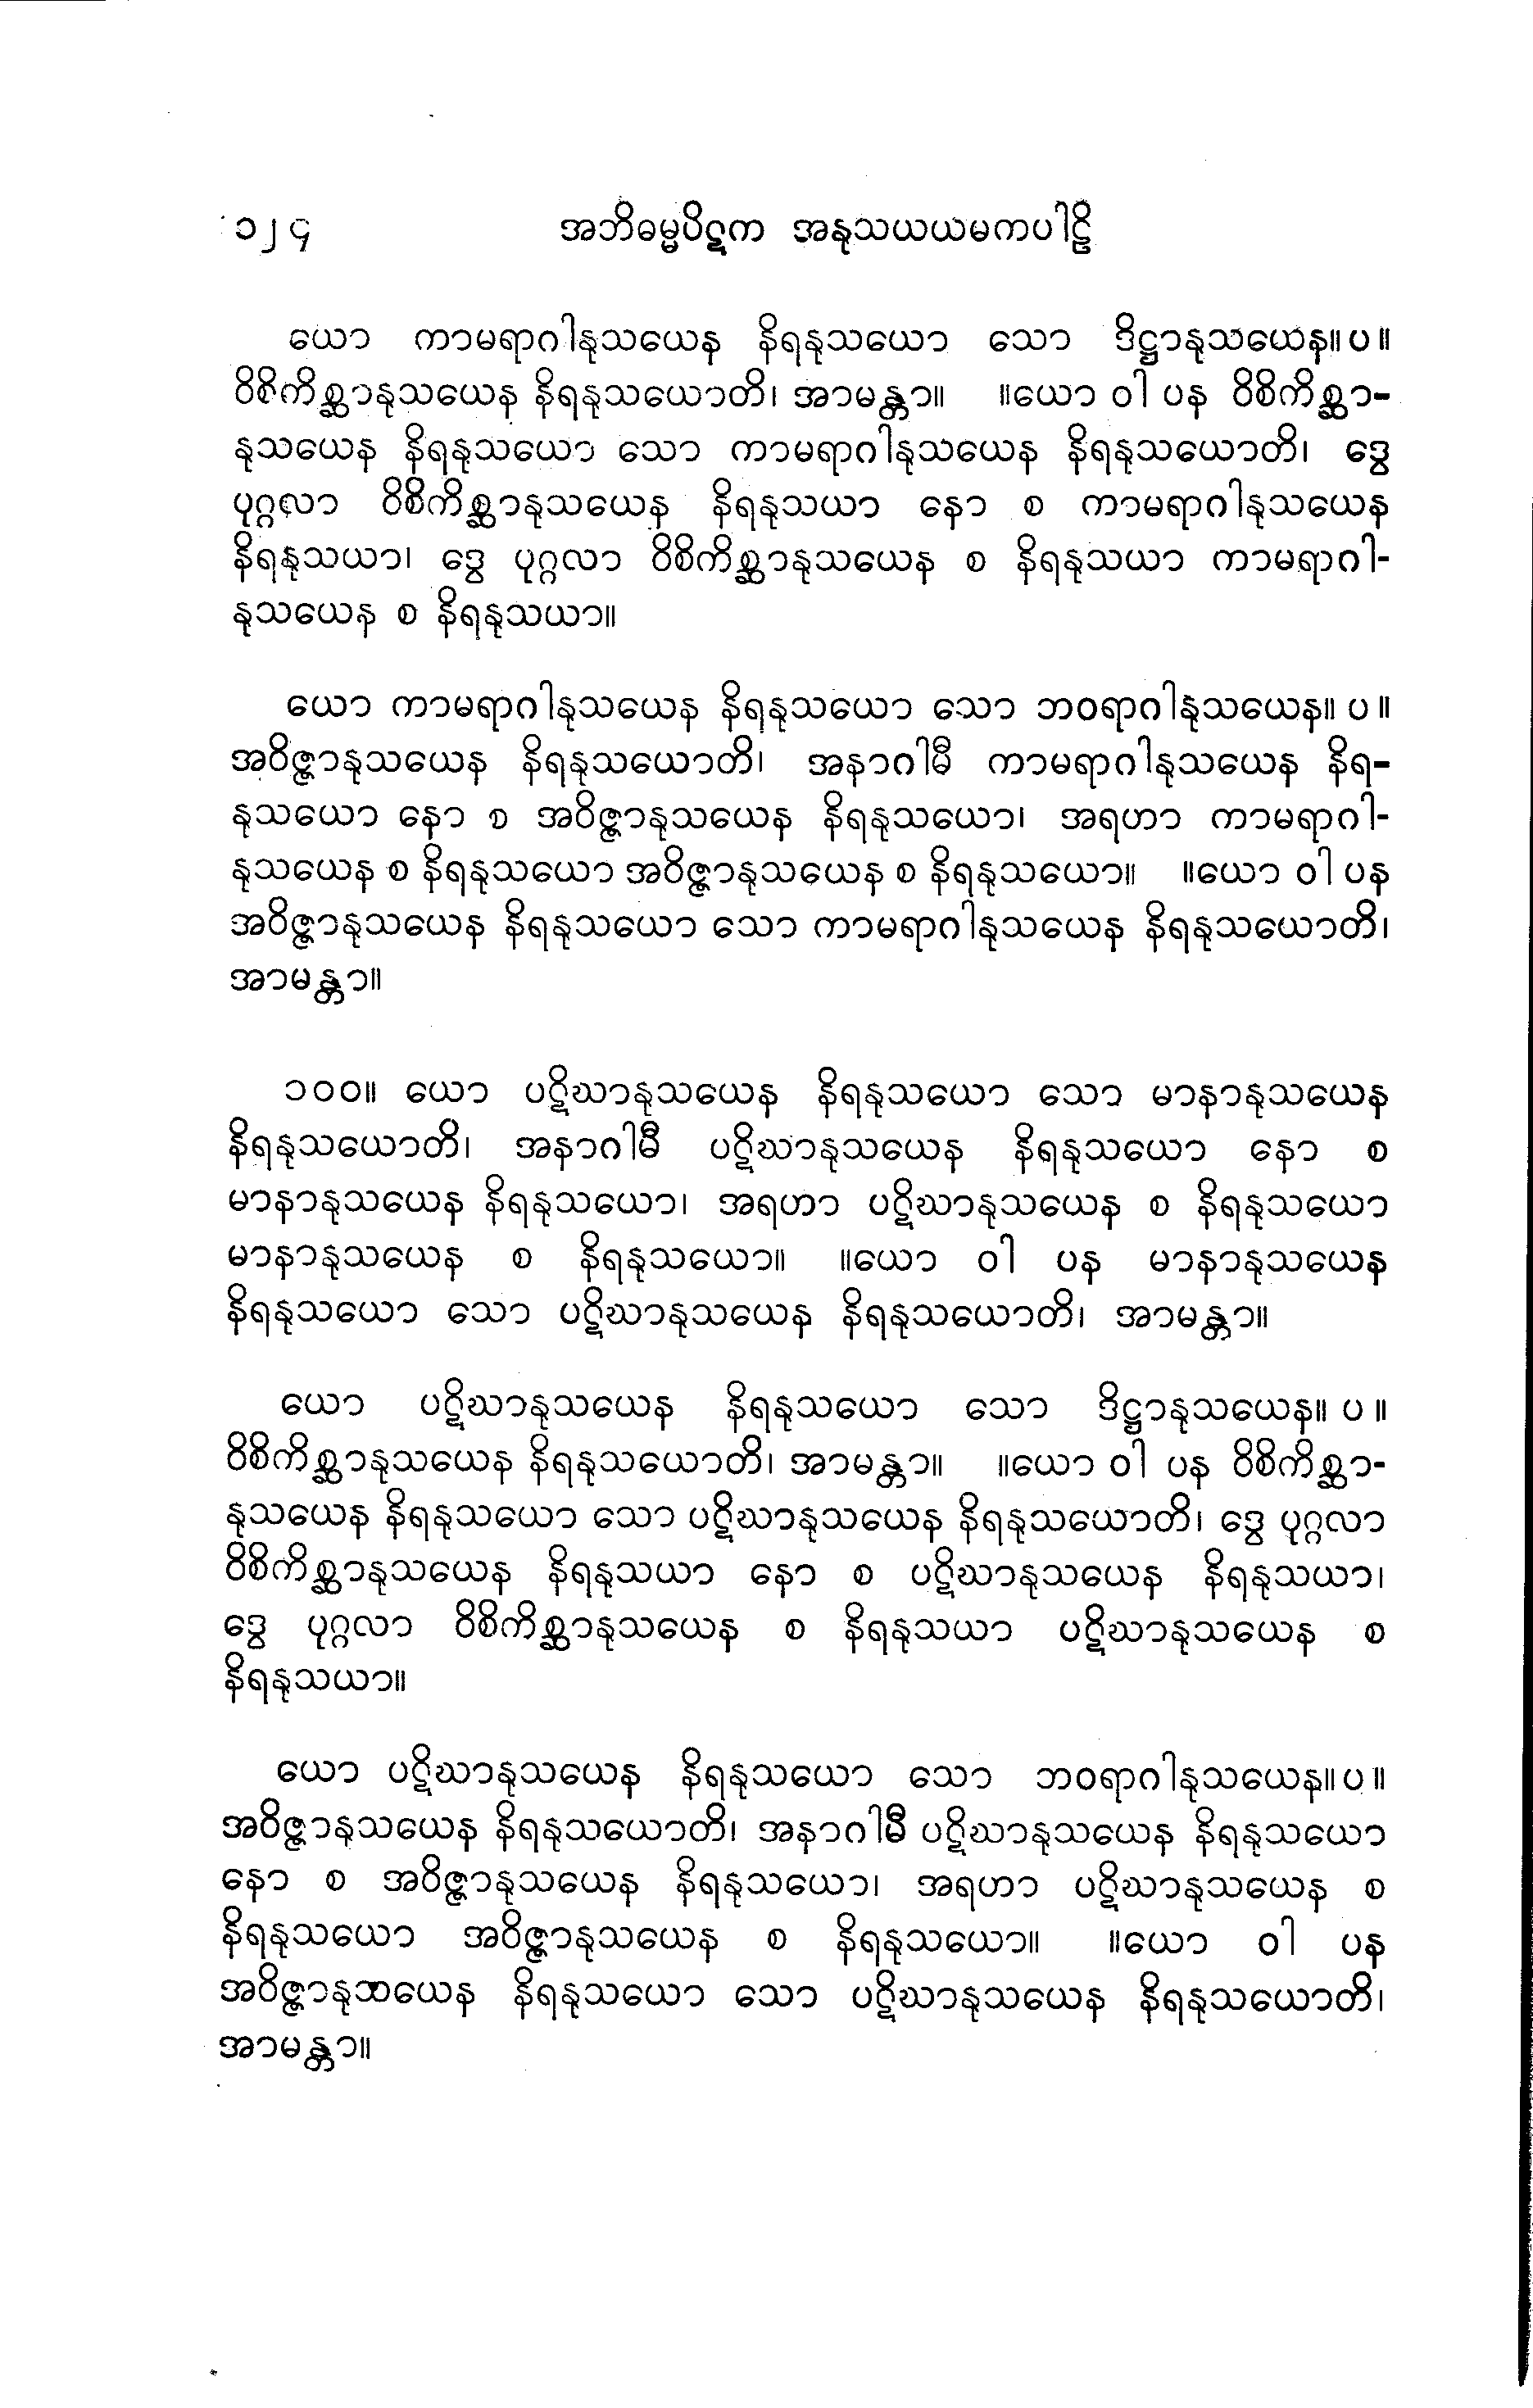 ၁၂၄ အဘိဓမ္မပိဋက အနုသယယမကပါဠိ
ယော ကာမရာဂါနုသယေန နိရနုသယော သော ဒိဋ္ဌာနုသယေန။ ပ ။
ဝိစိကိစ္ဆာနုသယေန နိရနုသယောတိ၊ အာမန္တာ။ ။ယော ဝါ ပန ဝိစိကိစ္ဆာ-
နုသယေန နိရနုသယော သော ကာမရာဂါနုသယေန နိရနုသယောတိ၊ ဒွေ
ပုဂ္ဂလာ ဝိစိကိစ္ဆာနုသယေန နိရနုသယာ နော စ ကာမရာဂါနုသယေန
နိရနုသယာ၊ ဒွေ ပုဂ္ဂလာ ဝိစိကိစ္ဆာနုသယေန စ နိရနုသယာ ကာမရာဂါ-
နုသယေန စ နိရနုသယာ။
ယော ကာမရာဂါနုသယေန နိရနုသယော သော ဘဝရာဂါနုသယေန။ ပ ။
အဝိဇ္ဇာနုသယေန နိရနုသယောတိ၊ အနာဂါမီ ကာမရာဂါနုသယေန နိရ-
နုသယော နော စ အဝိဇ္ဇာနုသယေန နိရနုသယော၊ အရဟာ ကာမရာဂါ-
နုသယေန စ နိရနုသယော အဝိဇ္ဇာနုသယေန စ နိရနုသယော။ ။ယော ဝါ ပန
အဝိဇ္ဇာနုသယေန နိရနုသယော သော ကာမရာဂါနုသယေန နိရနုသယောတိ၊
အာမန္တာ။
၁၀၀။ ယော ပဋိဃာနုသယေန နိရနုသယော သော မာနာနုသယေန
နိရနုသယောတိ၊ အနာဂါမီ ပဋိဃာနုသယေန နိရနုသယော နော စ
မာနာနုသယေန နိရနုသယော၊ အရဟာ ပဋိဃာနုသယေန စ နိရနုသယော
မာနာနုသယေန စ နိရနုသယော။ ။ယော ဝါ ပန မာနာနုသယေန
နိရနုသယော သော ပဋိဃာနုသယေန နိရနုသယောတိ၊ အာမန္တာ။
ယော ပဋိဃာနုသယေန နိရနုသယော သော ဒိဋ္ဌာနုသယေန။ ပ ။
ဝိစိကိစ္ဆာနုသယေန နိရနုသယောတိ၊ အာမန္တာ။ ။ယော ဝါ ပန ဝိစိကိစ္ဆာ-
နုသယေန နိရနုသယော သော ပဋိဃာနုသယေန နိရနုသယောတိ၊ ဒွေ ပုဂ္ဂလာ
ဝိစိကိစ္ဆာနုသယေန နိရနုသယာ နော စ ပဋိဃာနုသယေန နိရနုသယာ၊
ဒွေ ပုဂ္ဂလာ ဝိစိကိစ္ဆာနုသယေန စ နိရနုသယာ ပဋိဃာနုသယေန စ
နိရနုသယာ။
ယော ပဋိဃာနုသယေန နိရနုသယော သော ဘဝရာဂါနုသယေန။ ပ ။
အဝိဇ္ဇာနုသယေန နိရနုသယောတိ၊ အနာဂါမီ ပဋိဃာနုသယေန နိရနုသယော
နော စ အဝိဇ္ဇာနုသယေန နိရနုသယော၊ အရဟာ ပဋိဃာနုသယေန စ
နိရနုသယော အဝိဇ္ဇာနုသယေန စ နိရနုသယော။ ။ယော ဝါ ပန
အဝိဇ္ဇာနုသယေန နိရနုသယော သော ပဋိဃာနုသယေန နိရနုသယောတိ၊
အာမန္တာ။